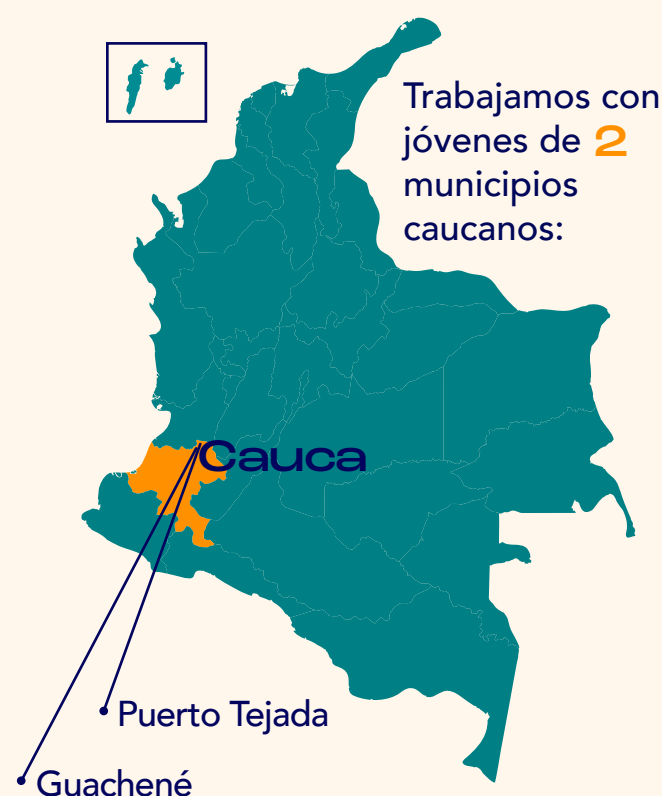 Trabajamos con
jóvenes de 2
municipios
caucanos:
Cauca
Puerto Tejada
Guachené